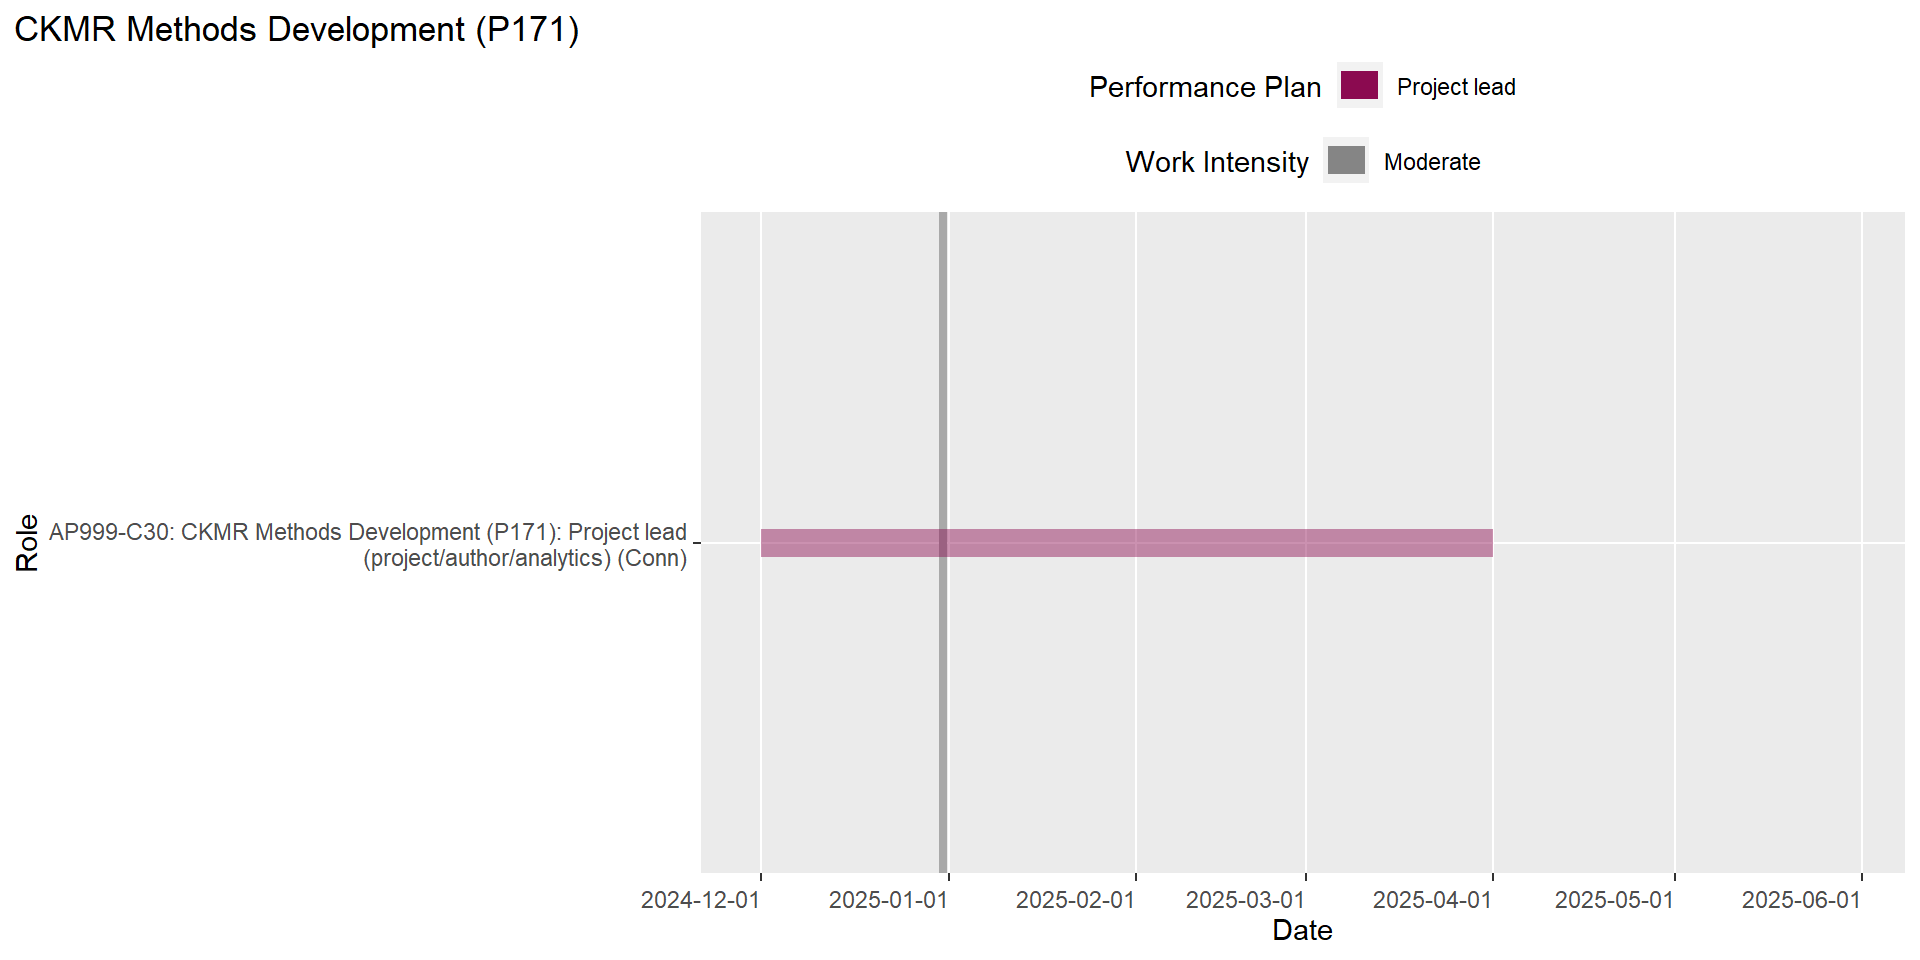 CKMR Methods Development (P171)
Performance Plan Project lead
Work Intensity Moderate
Role
AP999-C30: CKMR Methods Development (P171): Project lead
(project/author/analytics) (Conn)
2024-12-01 2025-01-01 2025-02-01 2025-03-01 2025-04-01 2025-05-01 2025-06-01
Date